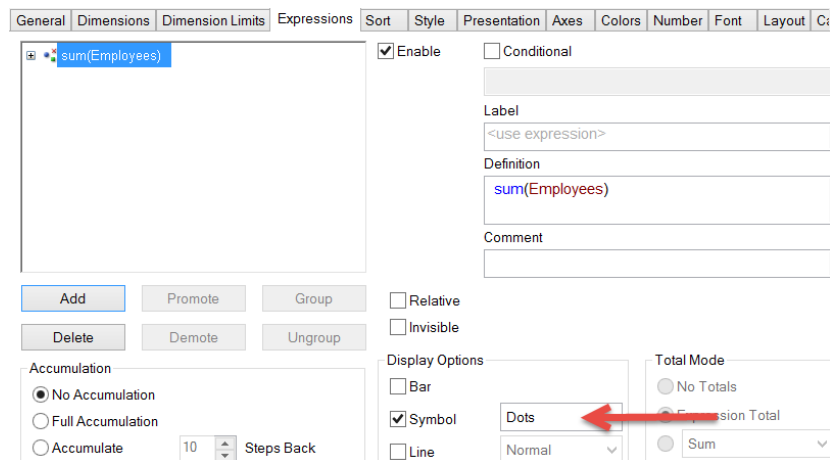 General Dimensions Dimension Limits Expressions Sort Style Presentation Axes Colors Number Font Layout
sum(Employees)
Enable
Conditional
Label
<use expression>
Definition
sum(Employees)
Comment
Add Promote Group
Delete Demote Ungroup
Relative
Invisible
Accumulation
No Accumulation
Full Accumulation
Accumulate 10 Steps Back
Display Options
Bar
Symbol Dots
Line Normal
Total Mode
No Totals
Expression Total
Sum